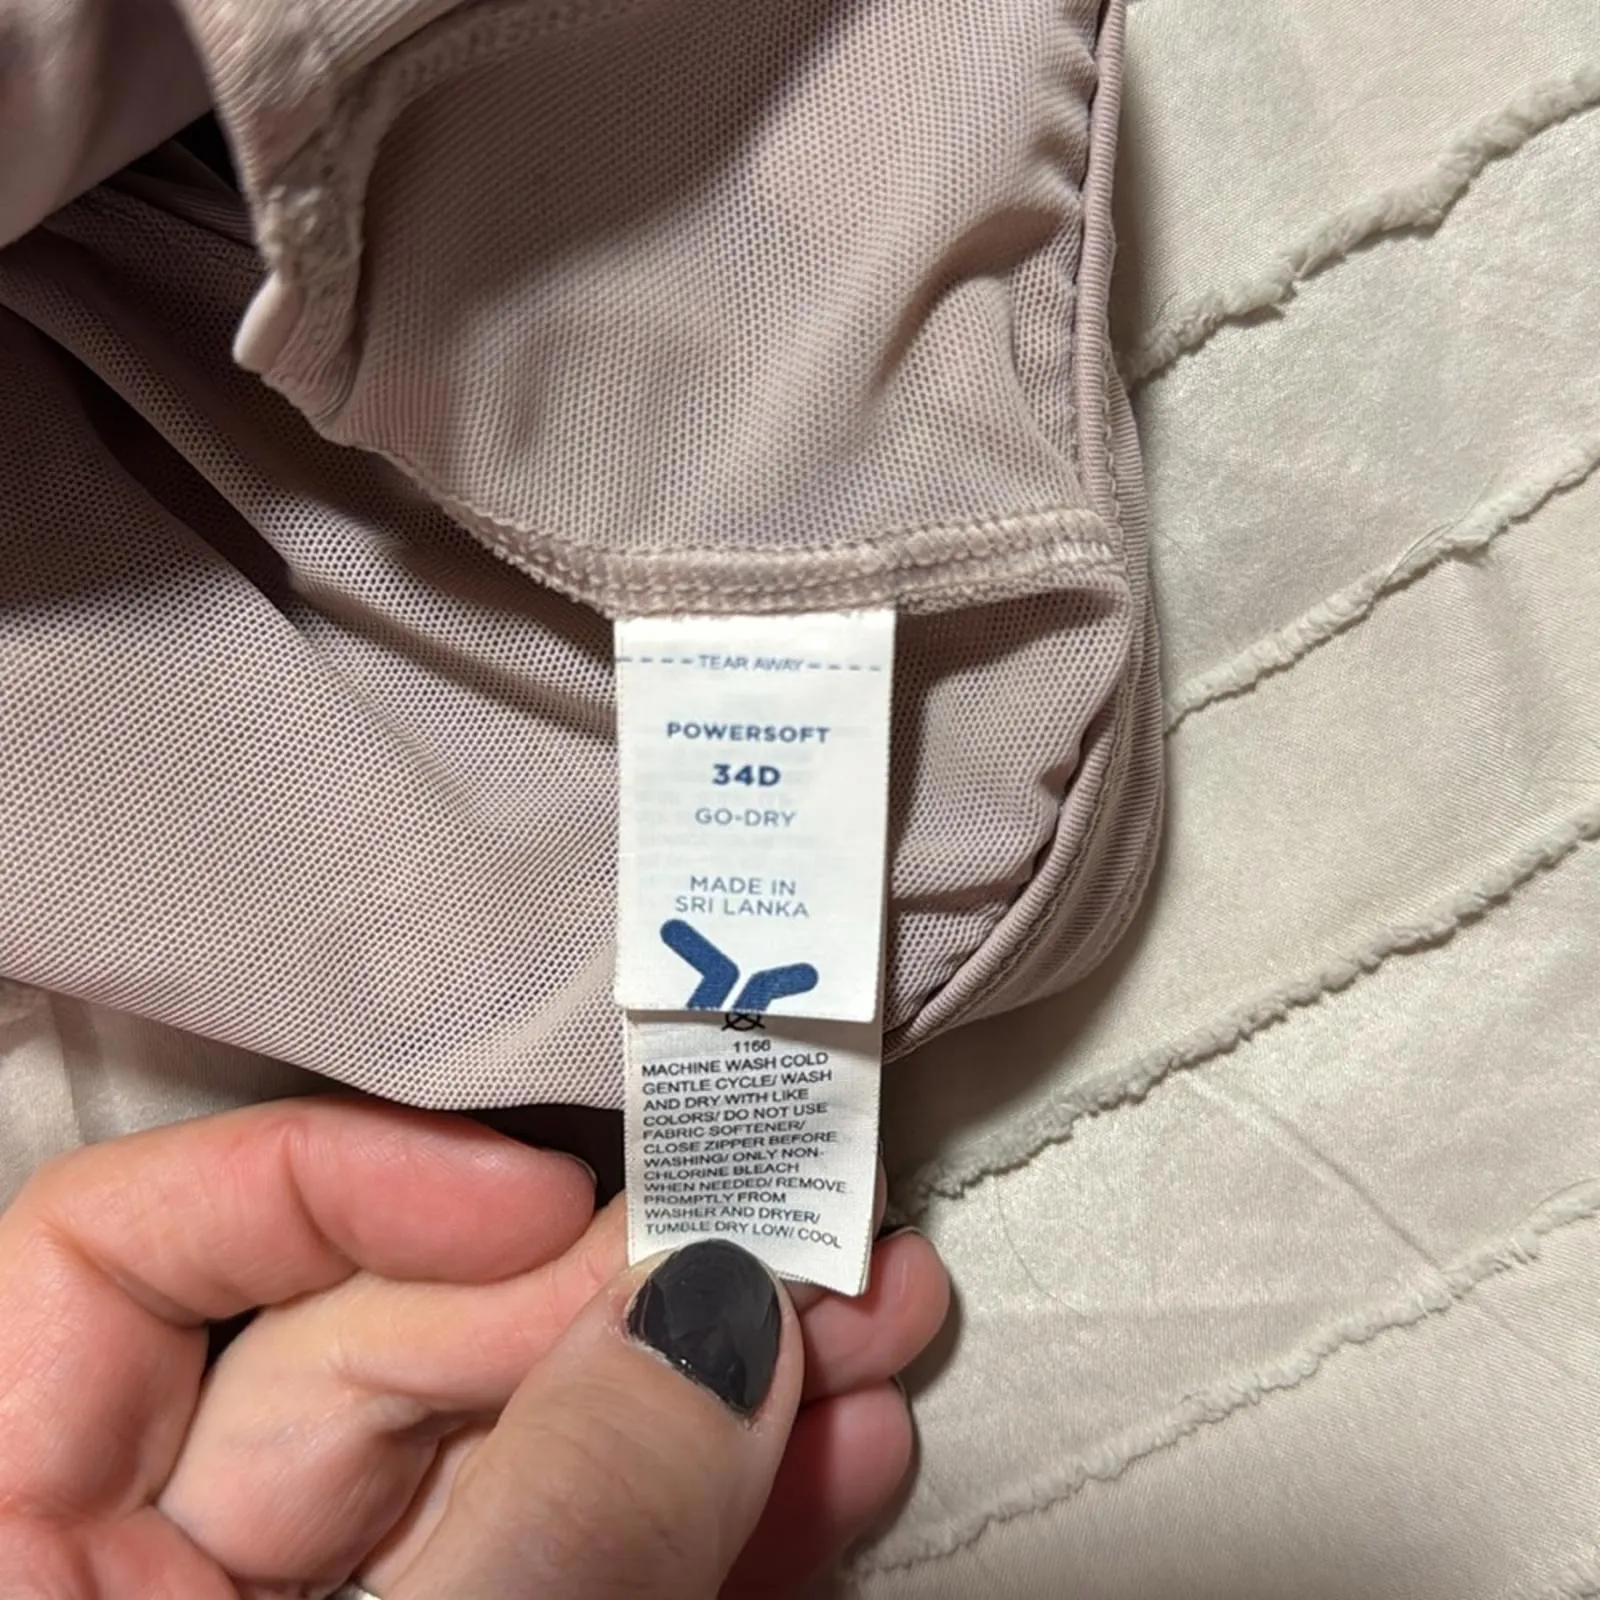 TEAR AWAY
POWERSOFT
34D
GO-DRY
MADE IN
SRI LANKA
1166
MACHINE WASH COLD
GENTLE CYCLE/ WASH
AND DRY WITH LIKE
COLORS/ DO NOT USE
FABRIC SOFTENER/
CLOSE ZIPPER BEFORE
WASHING/ ONLY NON-
CHLORINE BLEACH
WHEN NEEDED/ REMOVE
PROMPTLY FROM
WASHER AND DRYER/
TUMBLE DRY LOW/ COOL